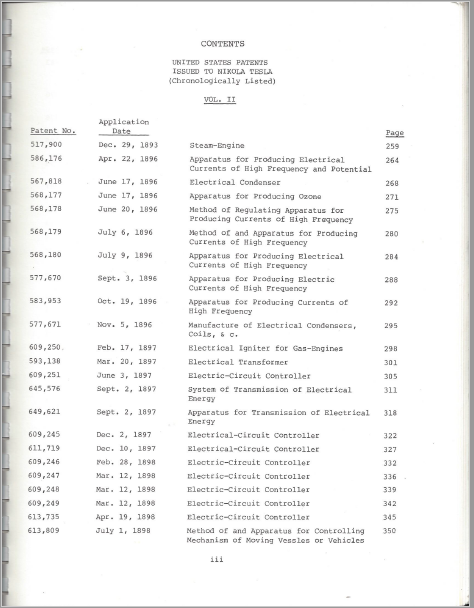 CONTENTS
UNITED STATES PATENTS
ISSUED TO NIKOLA TESLA
(Chronologically Listed)
VOL. II
Application
Patent No. Date Page
517,900 Dec. 29, 1893 Steam-Engine 259
586,176 Apr. 22, 1896 Apparatus for Producing Electrical 264
Currents of High Frequency and Potential
567,818 June 17, 1896 Electrical Condenser 268
568,177 June 17, 1896 Apparatus for Producing Ozone 271
568,178 June 20, 1896 Method of Regulating Apparatus for 275
Producing Currents of High Frequency
568,179 July 6, 1896 Method of and Apparatus for Producing 280
Currents of High Frequency
568,180 July 9, 1896 Apparatus for Producing Electrical 284
Currents of High Frequency
577,670 Sept. 3, 1896 Apparatus for Producing Electric 288
Currents of High Frequency
583,953 Oct. 19, 1896 Apparatus for Producing Currents of 292
High Frequency
577,671 Nov. 5, 1896 Manufacture of Electrical Condensers, 295
Coils, & c.
609,250 Feb. 17, 1897 Electrical Igniter for Gas-Engines 298
593,138 Mar. 20, 1897 Electrical Transformer 301
609,251 June 3, 1897 Electric-Circuit Controller 305
645,576 Sept. 2, 1897 System of Transmission of Electrical 311
Energy
649,621 Sept. 2, 1897 Apparatus for Transmission of Electrical 318
Energy
609,245 Dec. 2, 1897 Electrical-Circuit Controller 322
611,719 Dec. 10, 1897 Electrical-Circuit Controller 327
609,246 Feb. 28, 1898 Electric-Circuit Controller 332
609,247 Mar. 12, 1898 Electric-Circuit Controller 336
609,248 Mar. 12, 1898 Electric-Circuit Controller 339
609,249 Mar. 12, 1898 Electric-Circuit Controller 342
613,735 Apr. 19, 1898 Electric-Circuit Controller 345
613,809 July 1, 1898 Method of and Apparatus for Controlling 350
Mechanism of Moving Vessles or Vehicles
iii